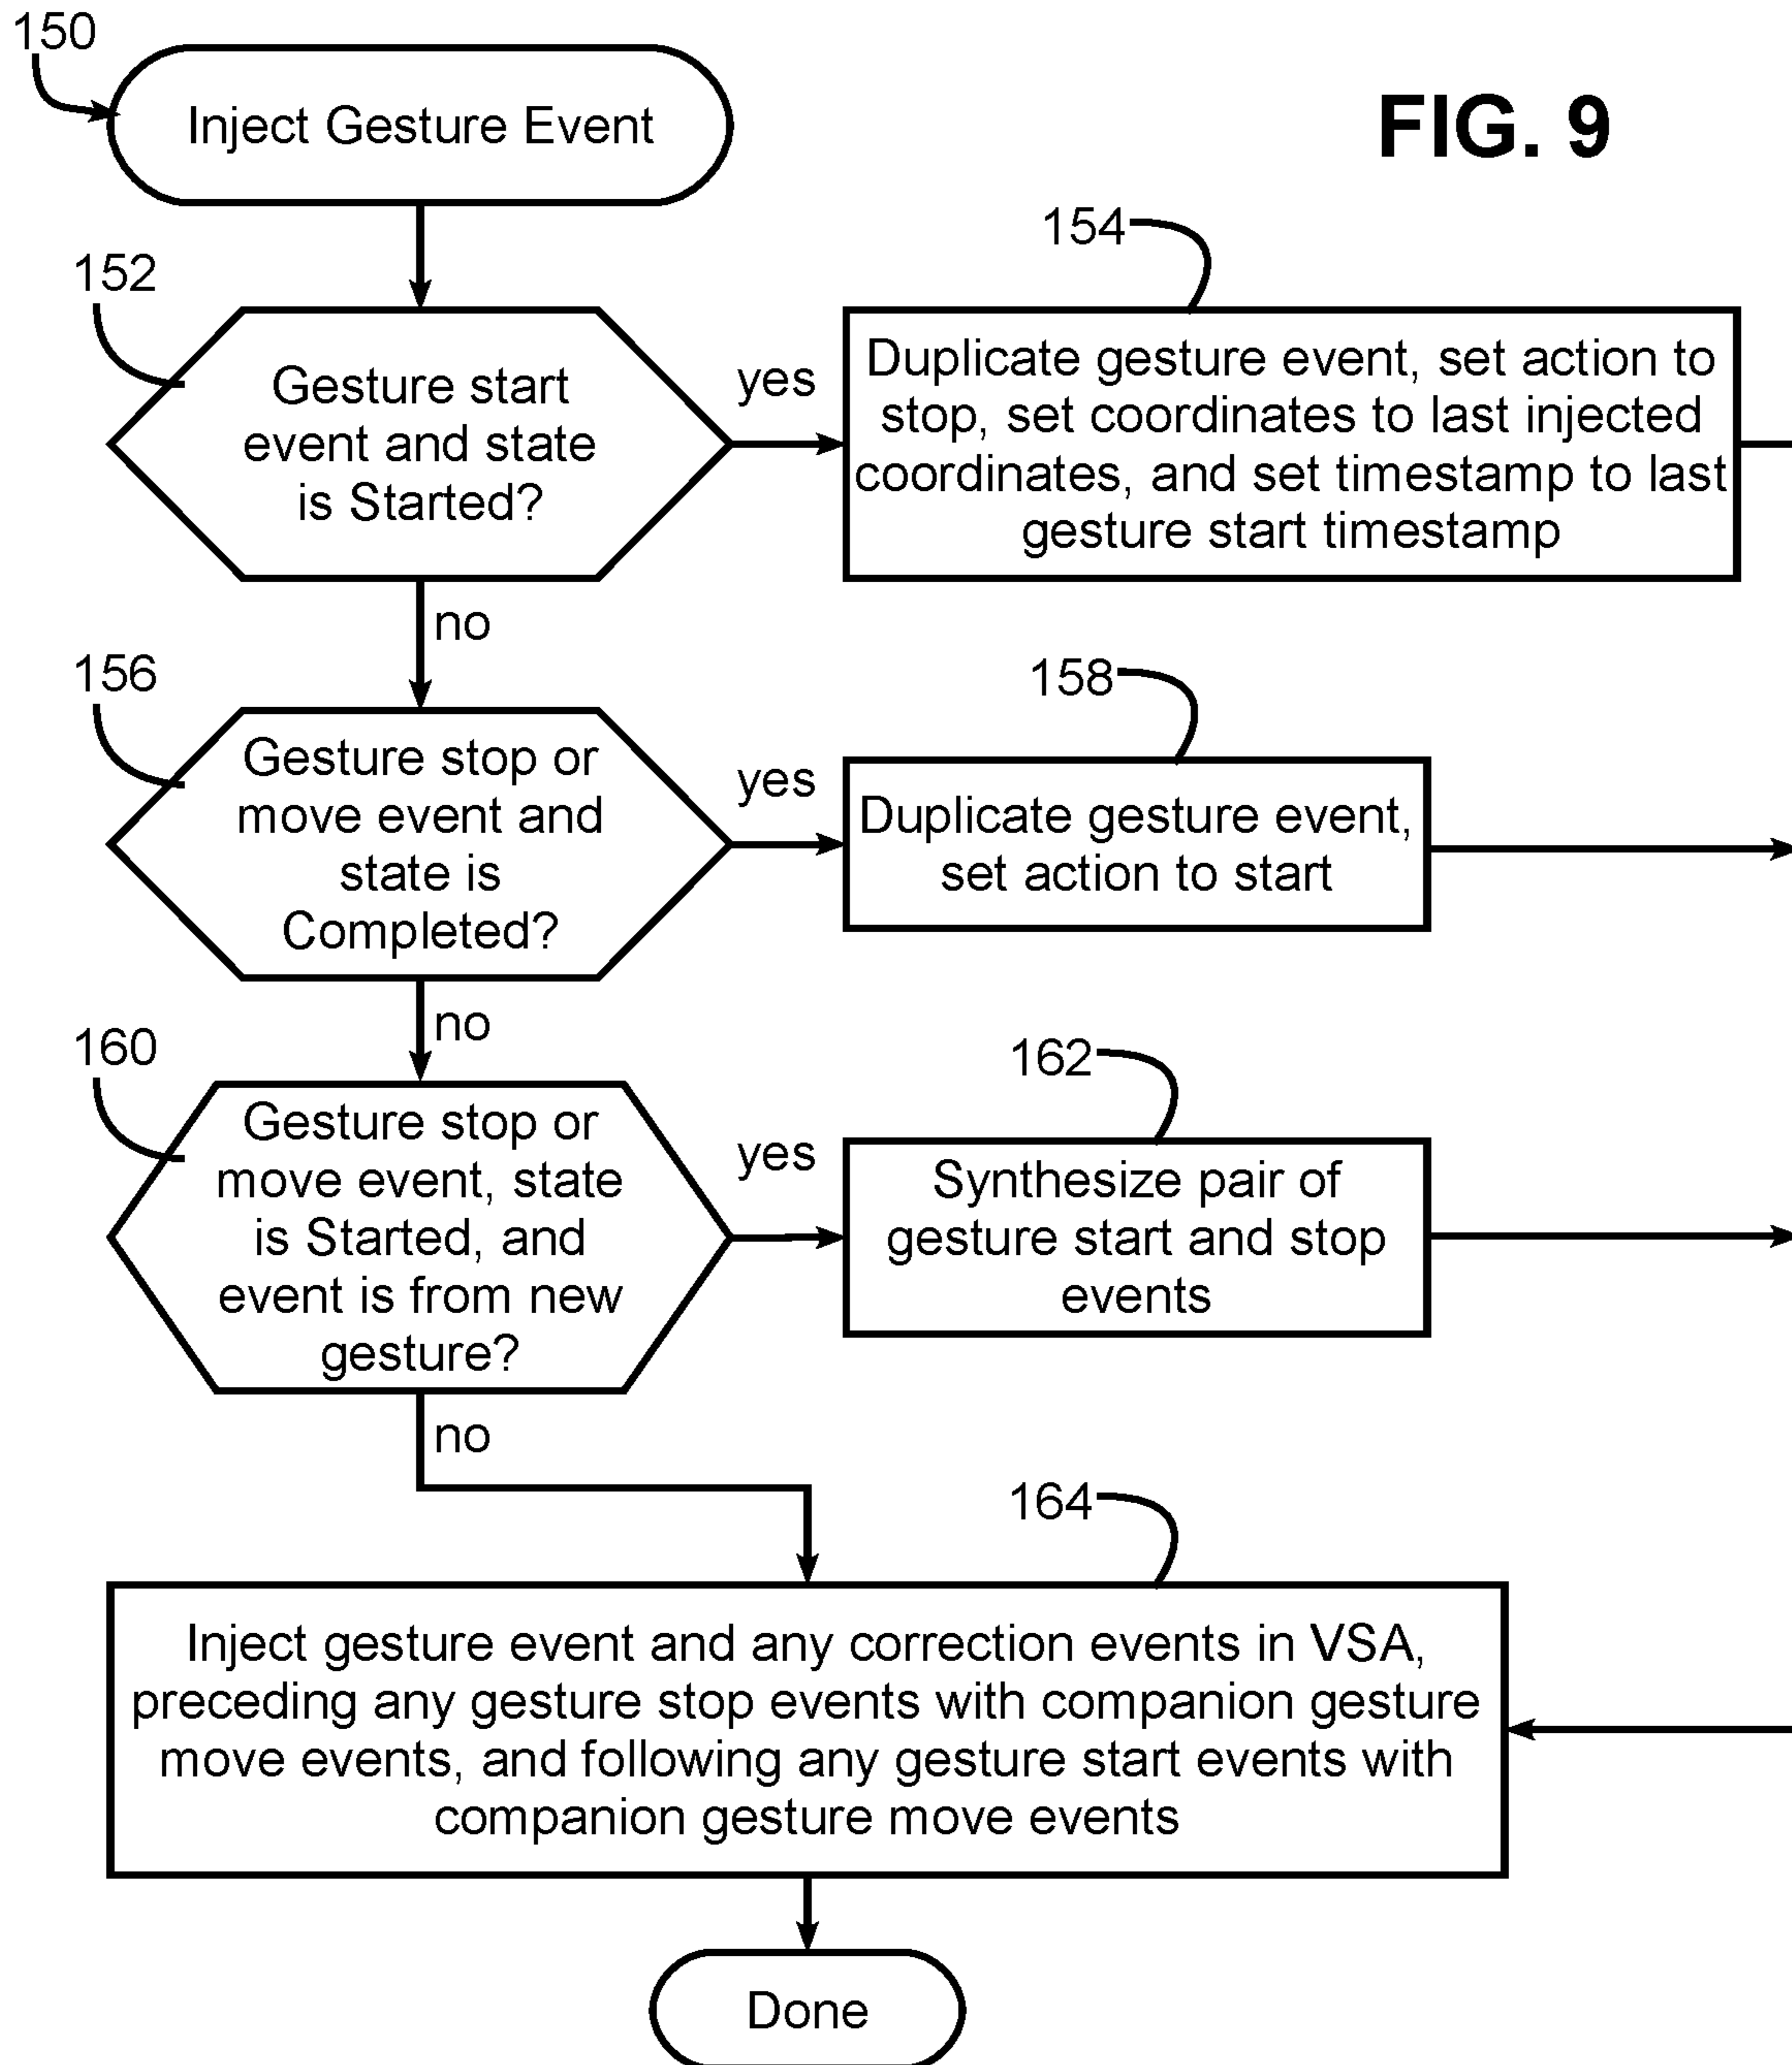 150
Inject Gesture Event
FIG. 9
152
Gesture start
event and state
is Started?
yes
no
154
Duplicate gesture event, set action to
stop, set coordinates to last injected
coordinates, and set timestamp to last
gesture start timestamp
156
Gesture stop or
move event and
state is
Completed?
yes
no
158
Duplicate gesture event,
set action to start
160
Gesture stop or
move event, state
is Started, and
event is from new
gesture?
yes
no
162
Synthesize pair of
gesture start and stop
events
164
Inject gesture event and any correction events in VSA,
preceding any gesture stop events with companion gesture
move events, and following any gesture start events with
companion gesture move events
Done